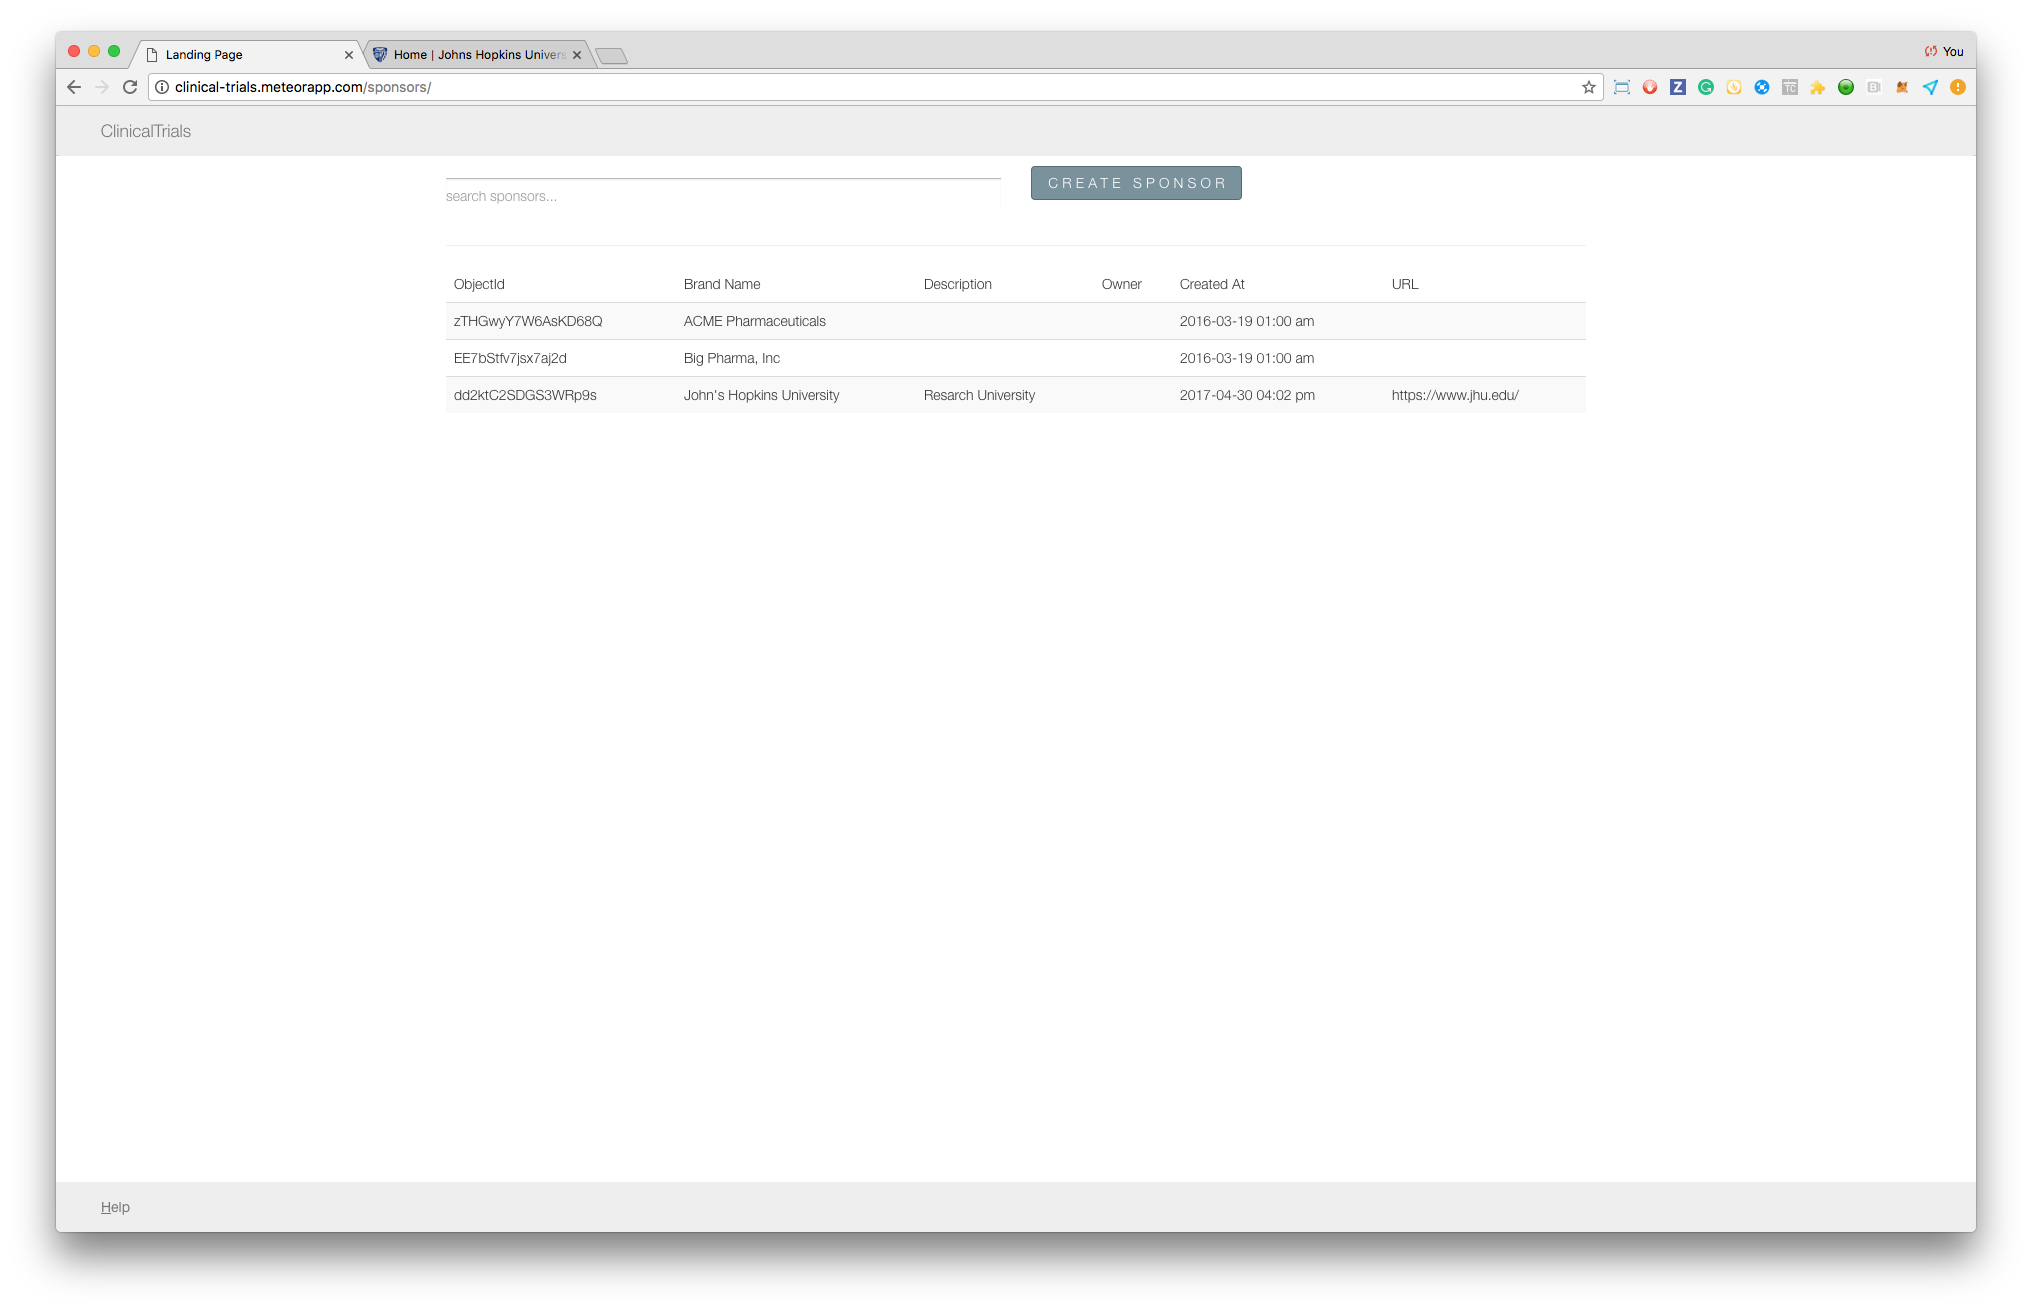 Landing Page
Home | Johns Hopkins Univers
You
clinical-trials.meteorapp.com/sponsors/
ClinicalTrials
search sponsors...
CREATE SPONSOR
ObjectId Brand Name Description Owner Created At URL
zTHGwyY7W6AsKD68Q ACME Pharmaceuticals 2016-03-19 01:00 am
EE7bStfv7jsx7aj2d Big Pharma, Inc 2016-03-19 01:00 am
dd2ktC2SDGS3WRp9s John's Hopkins University Resarch University 2017-04-30 04:02 pm https://www.jhu.edu/
Help